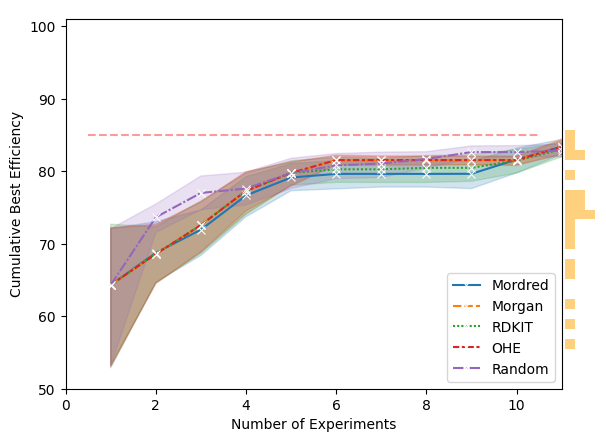 Cumulative Best Efficiency
100
90
80
70
60
50
0
2
4
6
8
10
Number of Experiments
Mordred
Morgan
RDKIT
OHE
Random